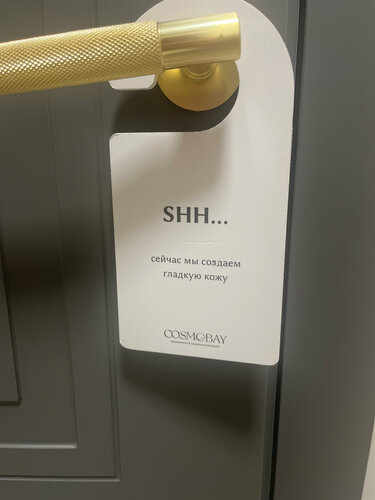 SHH...
сейчас мы создаем
гладкую кожу
COSMOBAY